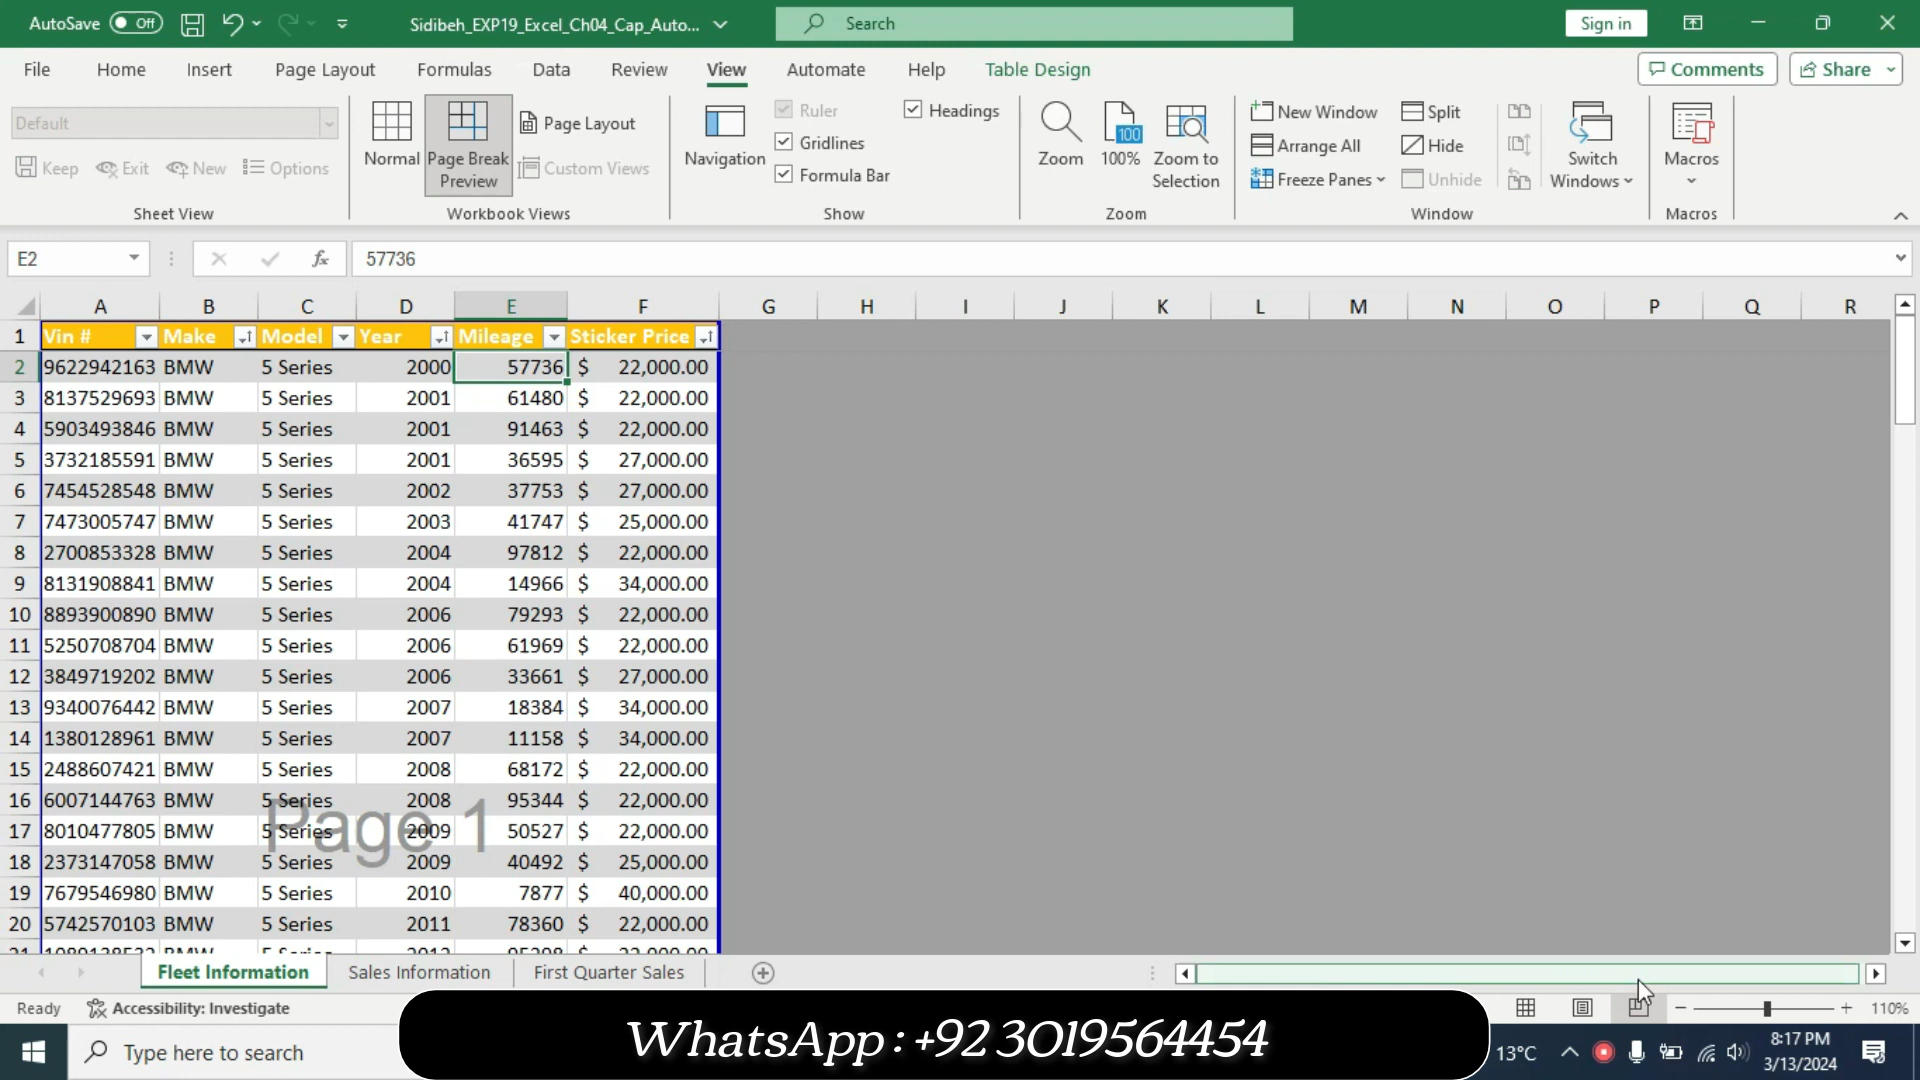 AutoSave Off Sidibeh_EXP19_Excel_Ch04_Cap_Auto... Search Sign in
File Home Insert Page Layout Formulas Data Review View Automate Help Table Design Comments Share
Default
Keep Exit New Options
Sheet View
Normal
Page Break Preview
Page Layout
Custom Views
Workbook Views
Navigation
Ruler
Gridlines
Formula Bar
Headings
Show
Zoom
100
100%
Zoom to Selection
Zoom
New Window
Arrange All
Freeze Panes
Split
Hide
Unhide
Switch Windows
Window
Macros
Macros
E2 fx 57736
A B C D E F G H I J K L M N O P Q R
1 Vin # Make Model Year Mileage Sticker Price
2 9622942163 BMW 5 Series 2000 57736 $ 22,000.00
3 8137529693 BMW 5 Series 2001 61480 $ 22,000.00
4 5903493846 BMW 5 Series 2001 91463 $ 22,000.00
5 3732185591 BMW 5 Series 2001 36595 $ 27,000.00
6 7454528548 BMW 5 Series 2002 37753 $ 27,000.00
7 7473005747 BMW 5 Series 2003 41747 $ 25,000.00
8 2700853328 BMW 5 Series 2004 97812 $ 22,000.00
9 8131908841 BMW 5 Series 2004 14966 $ 34,000.00
10 8893900890 BMW 5 Series 2006 79293 $ 22,000.00
11 5250708704 BMW 5 Series 2006 61969 $ 22,000.00
12 3849719202 BMW 5 Series 2006 33661 $ 27,000.00
13 9340076442 BMW 5 Series 2007 18384 $ 34,000.00
14 1380128961 BMW 5 Series 2007 11158 $ 34,000.00
15 2488607421 BMW 5 Series 2008 68172 $ 22,000.00
16 6007144763 BMW 5 Series 2008 95344 $ 22,000.00
17 8010477805 BMW 5 Series 2009 50527 $ 22,000.00
18 2373147058 BMW 5 Series 2009 40492 $ 25,000.00
19 7679546980 BMW 5 Series 2010 7877 $ 40,000.00
20 5742570103 BMW 5 Series 2011 78360 $ 22,000.00
Page 1
Fleet Information Sales Information First Quarter Sales
Ready Accessibility: Investigate 110%
WhatsApp : +92 3019564454
Type here to search 13°C 8:17 PM
3/13/2024